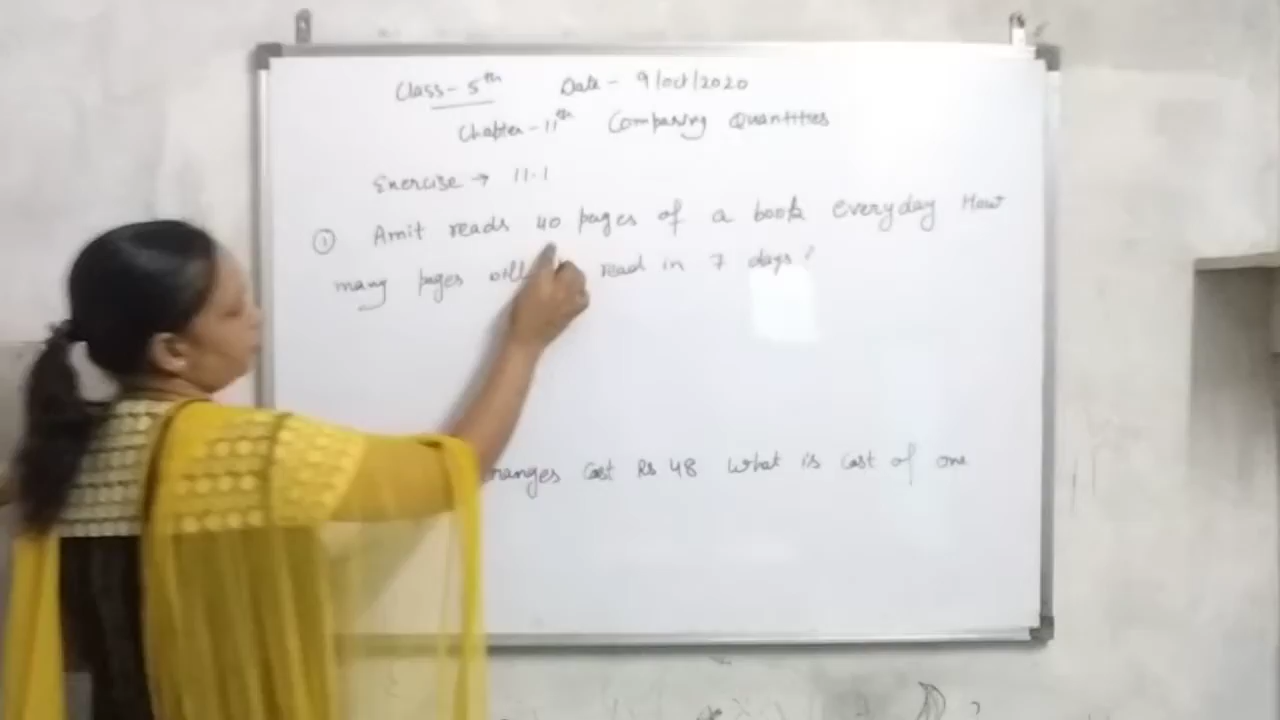 Class- 5th Date- 9/Oct/2020
Chapter-11th Comparing Quantities
Exercise → 11.1
① Amit reads 40 pages of a book everyday How
many pages will read in 7 days?
Cost Rs 48 What is Cost of one